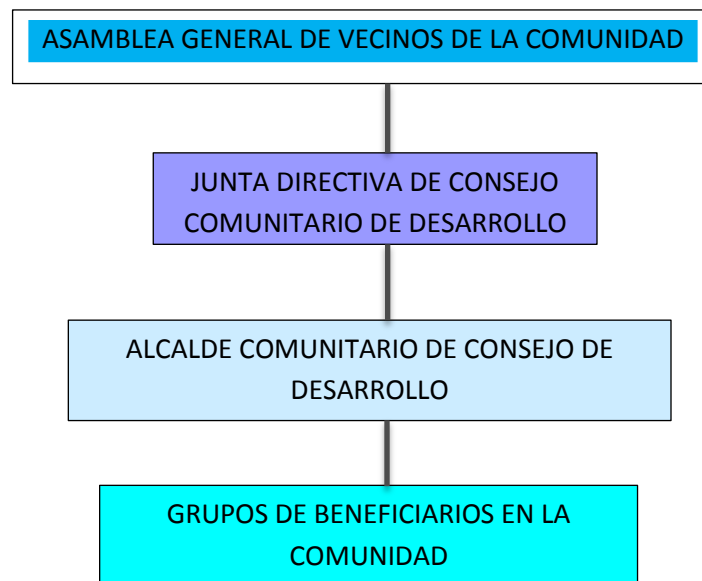 ASAMBLEA GENERAL DE VECINOS DE LA COMUNIDAD
JUNTA DIRECTIVA DE CONSEJO
COMUNITARIO DE DESARROLLO
ALCALDE COMUNITARIO DE CONSEJO DE
DESARROLLO
GRUPOS DE BENEFICIARIOS EN LA
COMUNIDAD